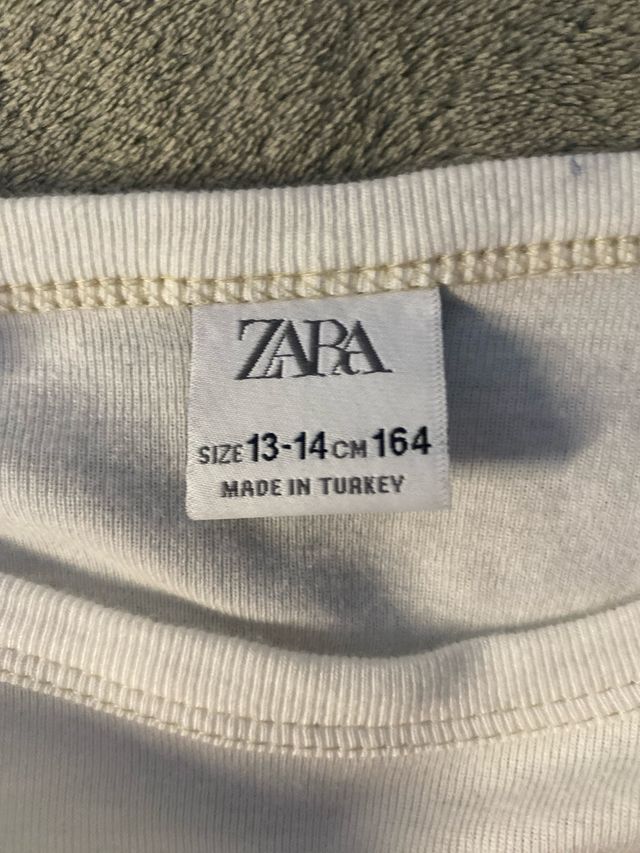 ZARA
SIZE 13-14 CM 164
MADE IN TURKEY